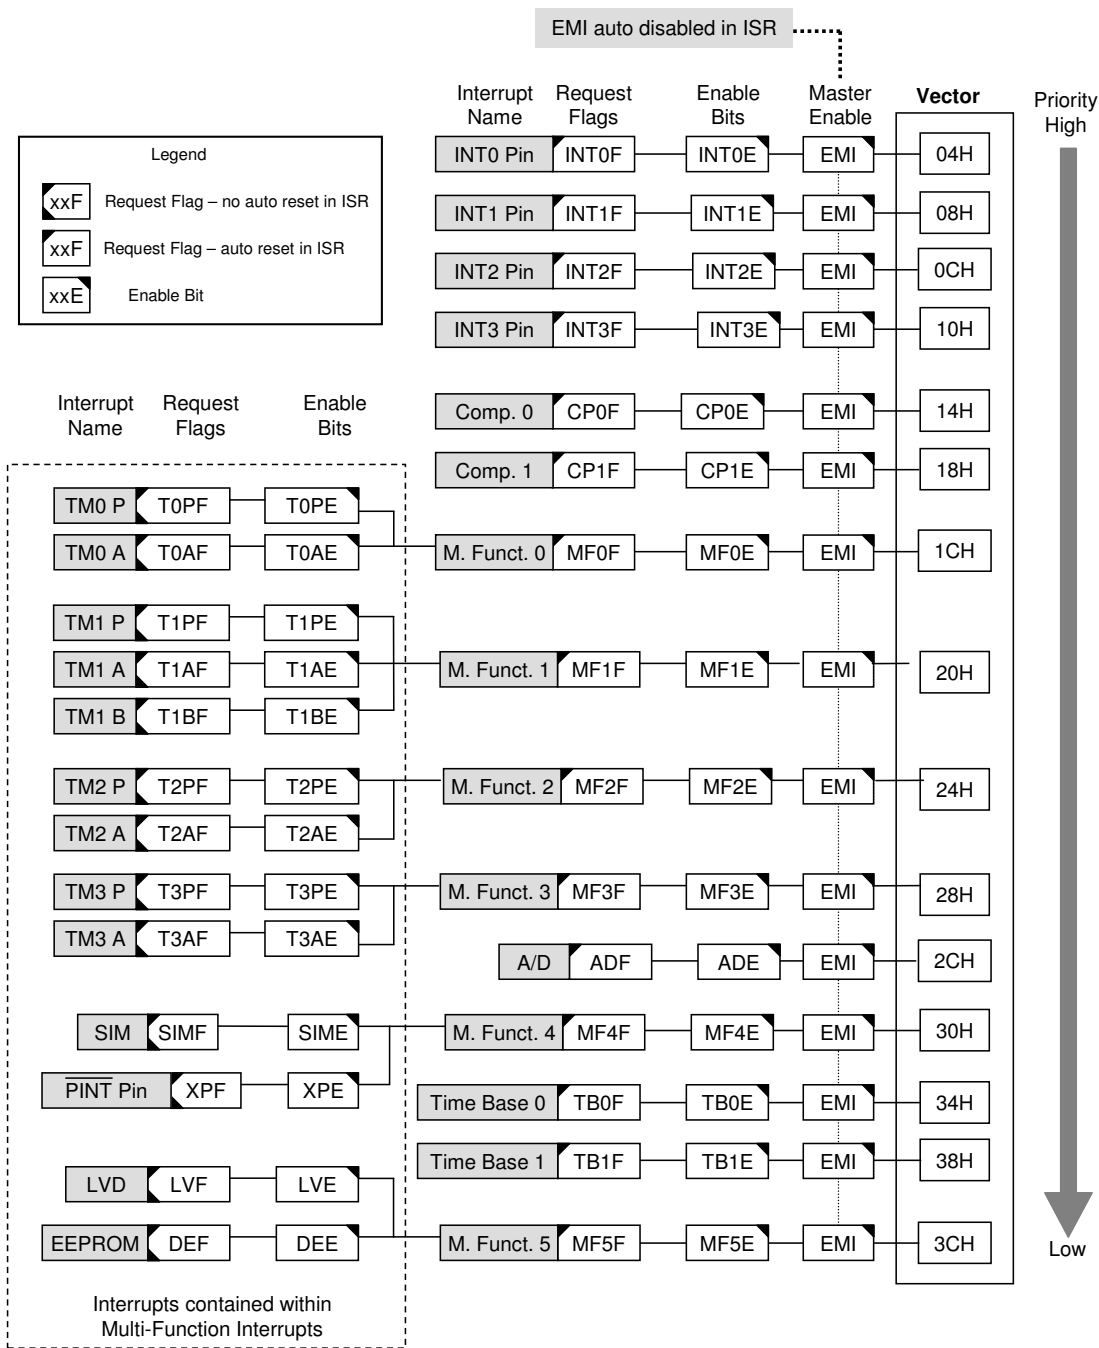 EMI auto disabled in ISR
Interrupt Name Request Flags Enable Bits Master Enable Vector Priority High
Legend
xxF Request Flag – no auto reset in ISR
xxF Request Flag – auto reset in ISR
xxE Enable Bit
INT0 Pin INT0F INT0E EMI 04H
INT1 Pin INT1F INT1E EMI 08H
INT2 Pin INT2F INT2E EMI 0CH
INT3 Pin INT3F INT3E EMI 10H
Comp. 0 CP0F CP0E EMI 14H
Comp. 1 CP1F CP1E EMI 18H
Interrupt Name Request Flags Enable Bits
TM0 P T0PF T0PE
TM0 A T0AF T0AE M. Funct. 0 MF0F MF0E EMI 1CH
TM1 P T1PF T1PE
TM1 A T1AF T1AE M. Funct. 1 MF1F MF1E EMI 20H
TM1 B T1BF T1BE
TM2 P T2PF T2PE M. Funct. 2 MF2F MF2E EMI 24H
TM2 A T2AF T2AE
TM3 P T3PF T3PE M. Funct. 3 MF3F MF3E EMI 28H
TM3 A T3AF T3AE
A/D ADF ADE EMI 2CH
SIM SIMF SIME M. Funct. 4 MF4F MF4E EMI 30H
PINT Pin XPF XPE
Time Base 0 TB0F TB0E EMI 34H
Time Base 1 TB1F TB1E EMI 38H
LVD LVF LVE
EEPROM DEF DEE M. Funct. 5 MF5F MF5E EMI 3CH
Low
Interrupts contained within
Multi-Function Interrupts